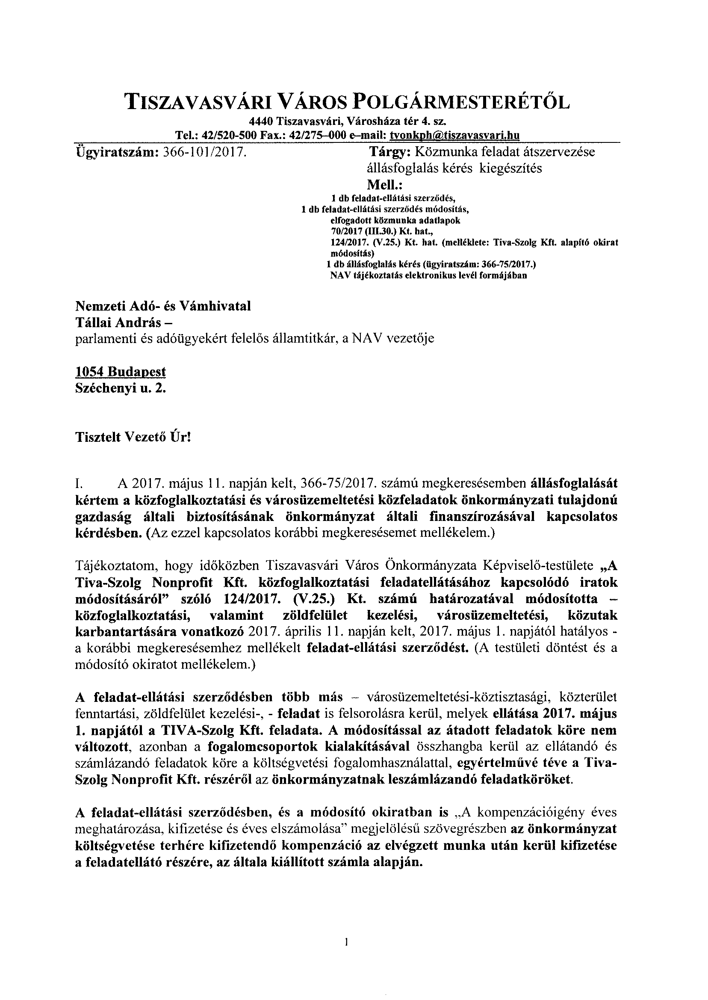 TISZAVASVÁRI VÁROS POLGÁRMESTERÉTŐL
4440 Tiszavasvári, Városháza tér 4. sz.
Tel.: 42/520-500 Fax.: 42/275–000 e–mail: tvonkph@tiszavasvari.hu
Ügyiratszám: 366-101/2017.
Tárgy: Közmunka feladat átszervezése
állásfoglalás kérés kiegészítés
Mell.:
1 db feladat-ellátási szerződés,
1 db feladat-ellátási szerződés módosítás,
elfogadott közmunka adatlapok
70/2017 (III.30.) Kt. hat.,
124/2017. (V.25.) Kt. hat. (melléklete: Tiva-Szolg Kft. alapító okirat
módosítás)
1 db állásfoglalás kérés (ügyiratszám: 366-75/2017.)
NAV tájékoztatás elektronikus levél formájában
Nemzeti Adó- és Vámhivatal
Tállai András –
parlamenti és adóügyekért felelős államtitkár, a NAV vezetője
1054 Budapest
Széchenyi u. 2.
Tisztelt Vezető Úr!
I. A 2017. május 11. napján kelt, 366-75/2017. számú megkeresésemben állásfoglalását
kértem a közfoglalkoztatási és városüzemeltetési közfeladatok önkormányzati tulajdonú
gazdaság általi biztosításának önkormányzat általi finanszírozásával kapcsolatos
kérdésben. (Az ezzel kapcsolatos korábbi megkeresésemet mellékelem.)
Tájékoztatom, hogy időközben Tiszavasvári Város Önkormányzata Képviselő-testülete „A
Tiva-Szolg Nonprofit Kft. közfoglalkoztatási feladatellátásához kapcsolódó iratok
módosításáról” szóló 124/2017. (V.25.) Kt. számú határozatával módosította –
közfoglalkoztatási, valamint zöldfelület kezelési, városüzemeltetési, közutak
karbantartására vonatkozó 2017. április 11. napján kelt, 2017. május 1. napjától hatályos -
a korábbi megkeresésemhez mellékelt feladat-ellátási szerződést. (A testületi döntést és a
módosító okiratot mellékelem.)
A feladat-ellátási szerződésben több más – városüzemeltetési-köztisztasági, közterület
fenntartási, zöldfelület kezelési-, - feladat is felsorolásra kerül, melyek ellátása 2017. május
1. napjától a TIVA-Szolg Kft. feladata. A módosítással az átadott feladatok köre nem
változott, azonban a fogalomcsoportok kialakításával összhangba kerül az ellátandó és
számlázandó feladatok köre a költségvetési fogalomhasználattal, egyértelművé téve a Tiva-
Szolg Nonprofit Kft. részéről az önkormányzatnak leszámlázandó feladatköröket.
A feladat-ellátási szerződésben, és a módosító okiratban is „A kompenzációigény éves
meghatározása, kifizetése és éves elszámolása” megjelölésű szövegrészben az önkormányzat
költségvetése terhére kifizetendő kompenzáció az elvégzett munka után kerül kifizetése
a feladatellátó részére, az általa kiállított számla alapján.
1